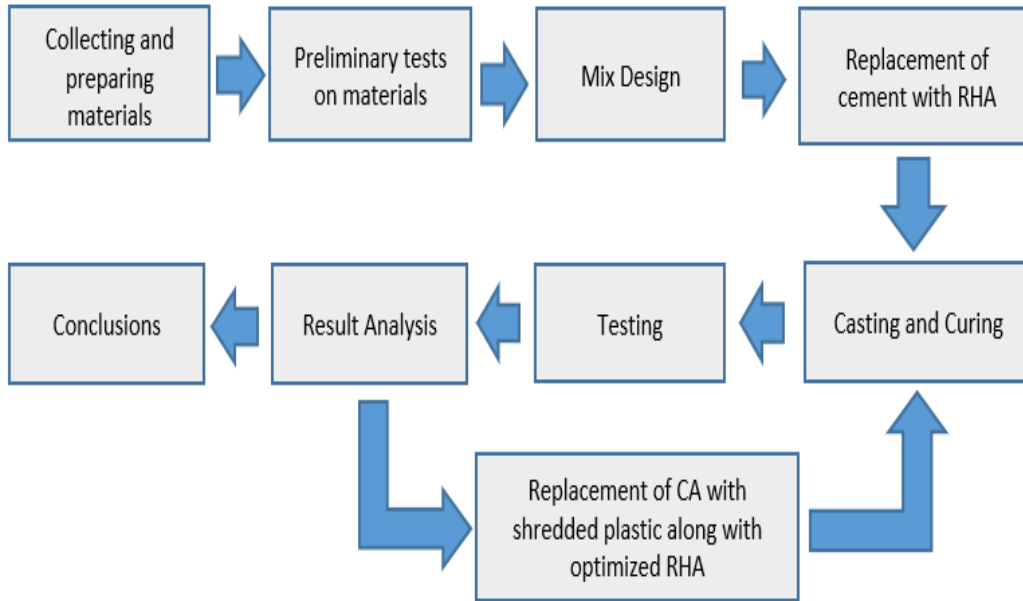 Collecting and
preparing
materials
Preliminary tests
on materials
Mix Design
Replacement of
cement with RHA
Casting and Curing
Testing
Result Analysis
Conclusions
Replacement of CA with
shredded plastic along with
optimized RHA